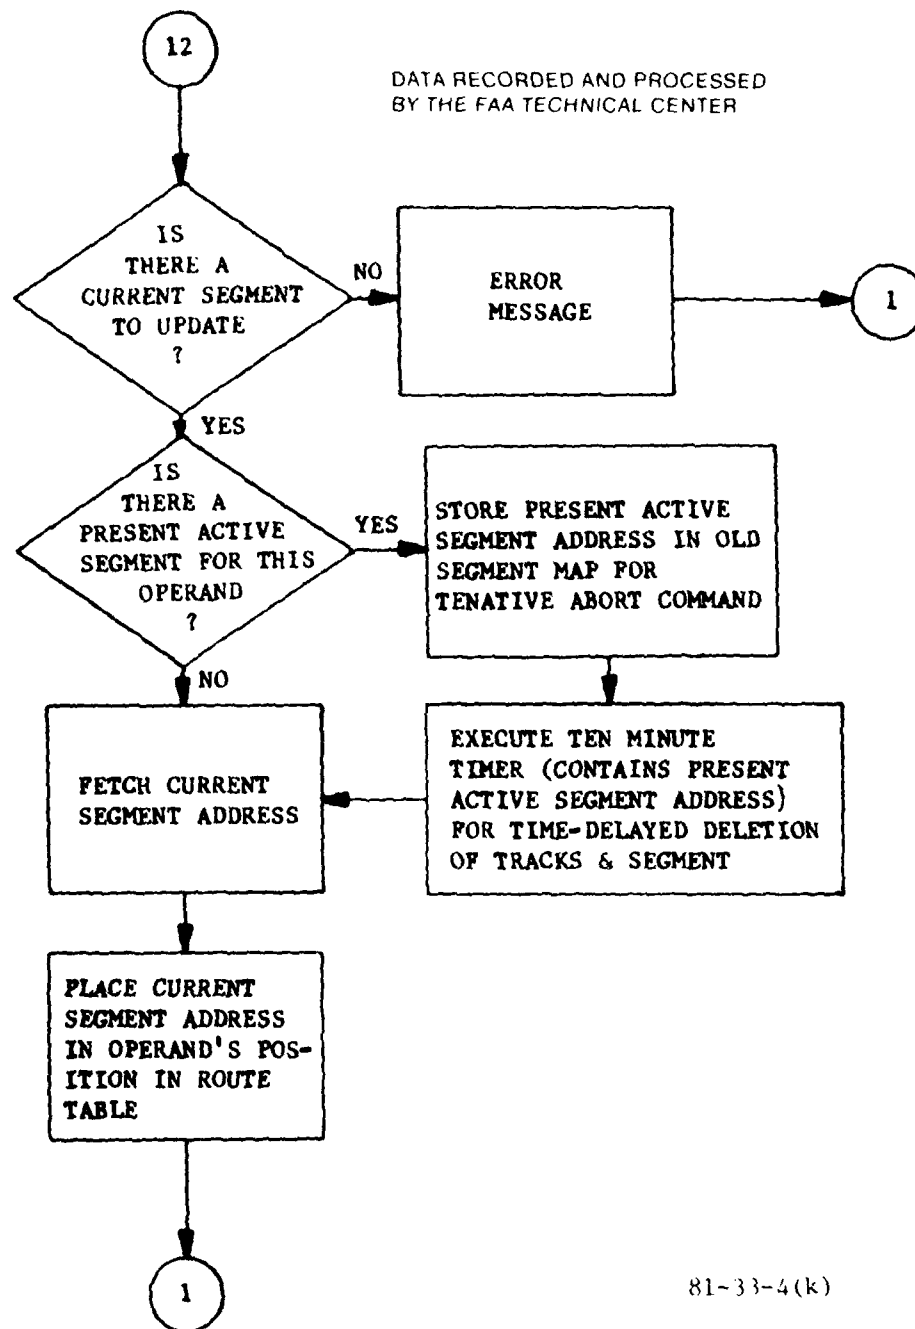 12
DATA RECORDED AND PROCESSED
BY THE FAA TECHNICAL CENTER
IS
THERE A
CURRENT SEGMENT
TO UPDATE
?
NO
ERROR
MESSAGE
1
YES
IS
THERE A
PRESENT ACTIVE
SEGMENT FOR THIS
OPERAND
?
YES
STORE PRESENT ACTIVE
SEGMENT ADDRESS IN OLD
SEGMENT MAP FOR
TENATIVE ABORT COMMAND
NO
EXECUTE TEN MINUTE
TIMER (CONTAINS PRESENT
ACTIVE SEGMENT ADDRESS)
FOR TIME-DELAYED DELETION
OF TRACKS & SEGMENT
FETCH CURRENT
SEGMENT ADDRESS
PLACE CURRENT
SEGMENT ADDRESS
IN OPERAND'S POS-
ITION IN ROUTE
TABLE
1
81-33-4(k)